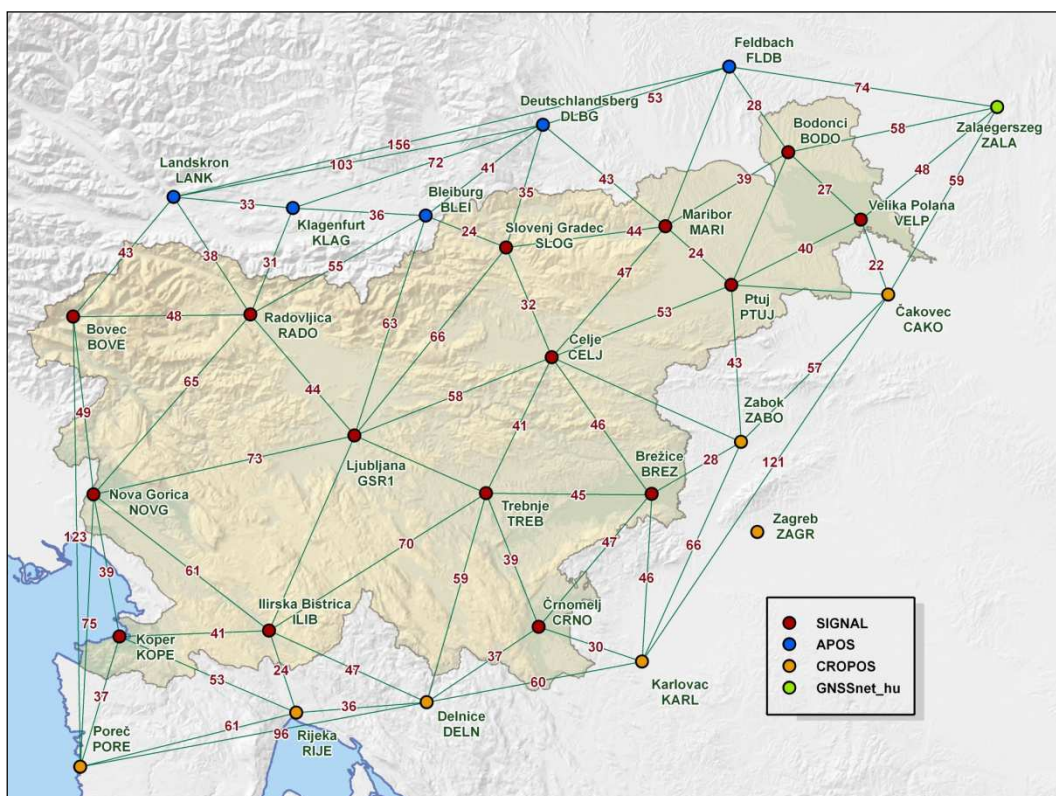 Feldbach
FLDB
74
53
Deutschlandsberg
DLBG
28
Bodonci
BODO
58
Zalaegerszeg
ZALA
156
103
72
41
Landskron
LANK
35
43
39
48
59
33
Klagenfurt
KLAG
36
Bleiburg
BLEI
27
Velika Polana
VELP
24
Slovenj Gradec
SLOG
44
Maribor
MARI
43
38
31
55
24
40
22
47
63
66
32
Ptuj
PTUJ
Čakovec
CAKO
Bovec
BOVE
48
Radovljica
RADO
53
Celje
CELJ
43
57
65
44
49
58
Zabok
ZABO
41
46
73
Ljubljana
GSR1
Brežice
BREZ
28
121
Nova Gorica
NOVG
Trebnje
TREB
45
Zagreb
ZAGR
123
39
61
70
39
47
66
59
46
75
Ilirska Bistrica
ILIB
Črnomelj
CRNO
Koper
KOPE
41
30
24
47
37
53
60
Karlovac
KARL
37
36
61
96
Rijeka
RIJE
Delnice
DELN
Poreč
PORE
SIGNAL
APOS
CROPOS
GNSSnet_hu